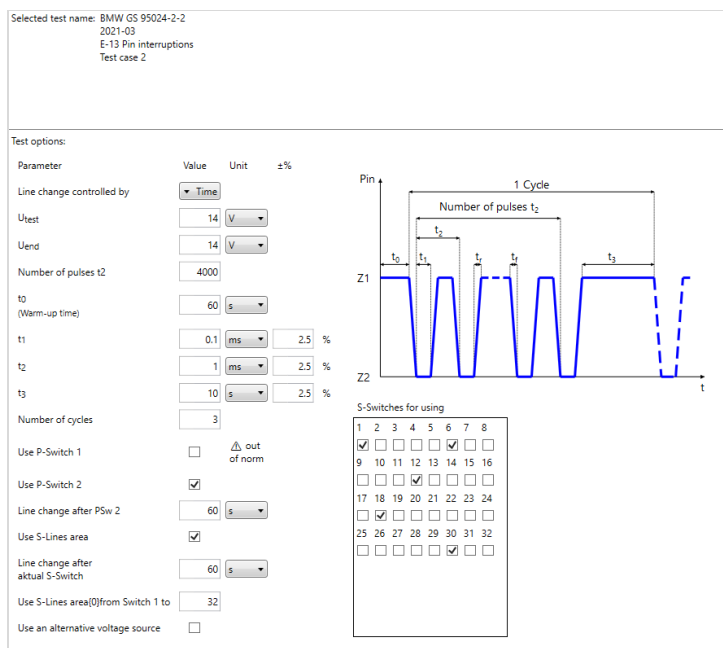 Selected test name: BMW GS 95024-2-2
2021-03
E-13 Pin interruptions
Test case 2
Test options:
Parameter Value Unit ±%
Line change controlled by Time
Utest 14 V
Uend 14 V
Number of pulses t2 4000
t0
(Warm-up time) 60 s
t1 0.1 ms 2.5 %
t2 1 ms 2.5 %
t3 10 s 2.5 %
Number of cycles 3
Use P-Switch 1 ⚠ out
of norm
Use P-Switch 2
Line change after PSw 2 60 s
Use S-Lines area
Line change after
aktual S-Switch 60 s
Use S-Lines area[0]from Switch 1 to 32
Use an alternative voltage source
Pin
1 Cycle
Number of pulses t2
t2
t0 t1 tr tf t3
Z1
Z2
t
S-Switches for using
1 2 3 4 5 6 7 8
9 10 11 12 13 14 15 16
17 18 19 20 21 22 23 24
25 26 27 28 29 30 31 32